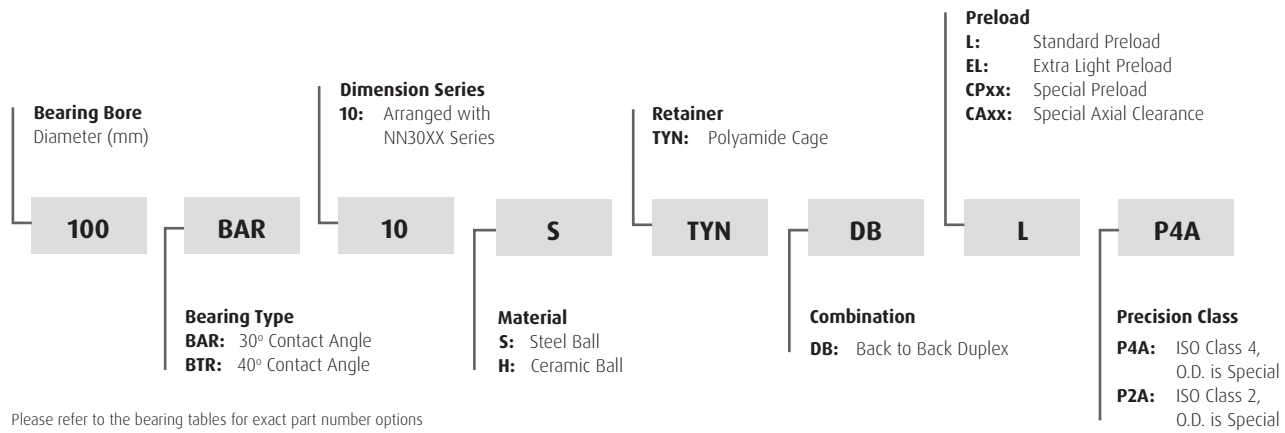 Preload
L: Standard Preload
EL: Extra Light Preload
CPxx: Special Preload
CAxx: Special Axial Clearance
Dimension Series
10: Arranged with
NN30XX Series
Bearing Bore
Diameter (mm)
Retainer
TYN: Polyamide Cage
100 BAR 10 S TYN DB L P4A
Bearing Type
BAR: 30º Contact Angle
BTR: 40º Contact Angle
Material
S: Steel Ball
H: Ceramic Ball
Combination
DB: Back to Back Duplex
Precision Class
P4A: ISO Class 4,
O.D. is Special
P2A: ISO Class 2,
O.D. is Special
Please refer to the bearing tables for exact part number options